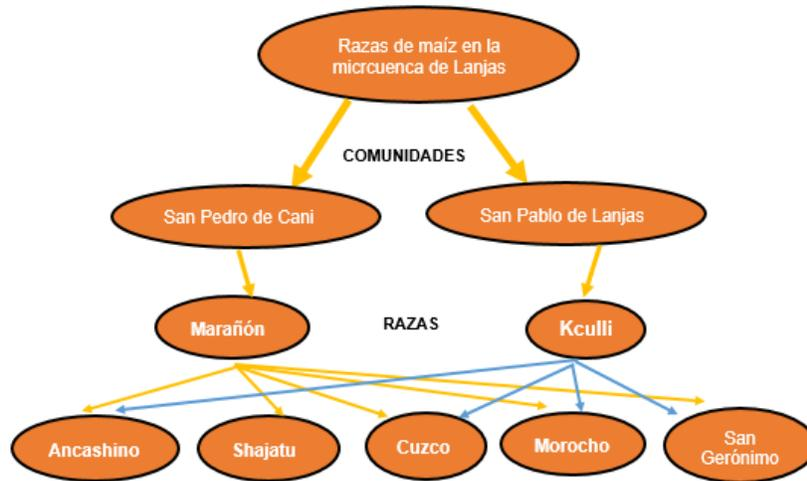 Razas de maíz en la
micrcuenca de Lanjas
COMUNIDADES
San Pedro de Cani
San Pablo de Lanjas
Marañón
RAZAS
Kculli
Ancashino
Shajatu
Cuzco
Morocho
San
Gerónimo